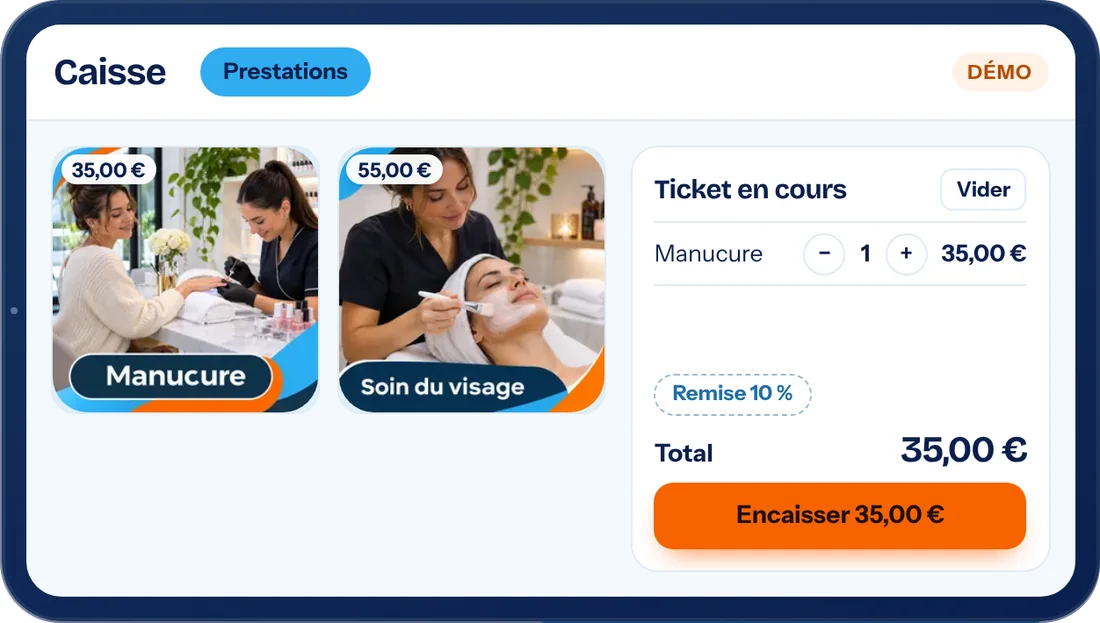 Caisse
Prestations
DÉMO
35,00 €
Manucure
55,00 €
Soin du visage
Ticket en cours
Vider
Manucure − 1 + 35,00 €
Remise 10 %
Total 35,00 €
Encaisser 35,00 €